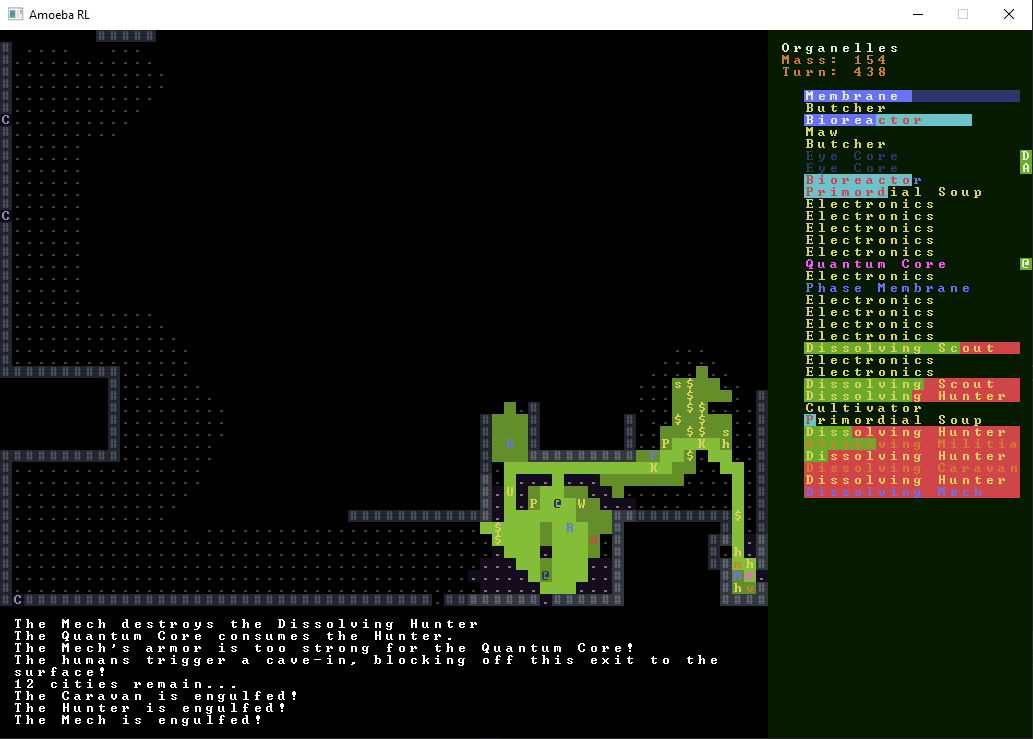 Amoeba RL
Organelles
Mass: 154
Turn: 438
Membrane
Butcher
Bioreactor
Maw
Butcher
Eye Core
Eye Core
Bioreactor
Primordial Soup
Electronics
Electronics
Electronics
Electronics
Electronics
Quantum Core
Electronics
Phase Membrane
Electronics
Electronics
Electronics
Electronics
Dissolving Scout
Electronics
Electronics
Dissolving Scout
Dissolving Hunter
Cultivator
Primordial Soup
Dissolving Hunter
Dissolving Militia
Dissolving Hunter
Dissolving Caravan
Dissolving Hunter
Dissolving Mech
The Mech destroys the Dissolving Hunter
The Quantum Core consumes the Hunter.
The Mech's armor is too strong for the Quantum Core!
The humans trigger a cave-in, blocking off this exit to the
surface!
12 cities remain...
The Caravan is engulfed!
The Hunter is engulfed!
The Mech is engulfed!